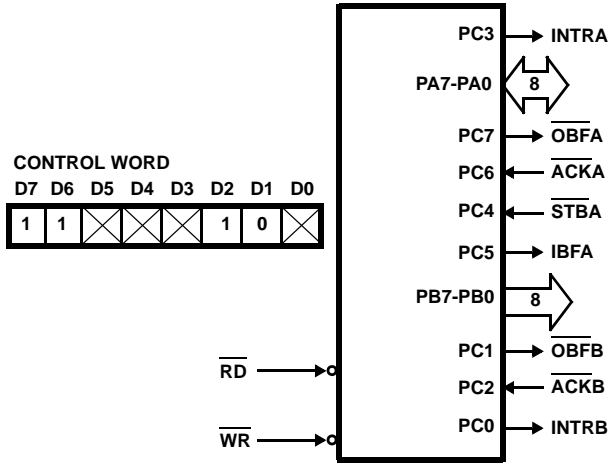 PC3 INTRA
PA7-PA0 8
PC7 OBFA
CONTROL WORD
D7 D6 D5 D4 D3 D2 D1 D0
1 1 1 0
PC6 ACKA
PC4 STBA
PC5 IBFA
PB7-PB0 8
PC1 OBFB
RD
PC2 ACKB
WR
PC0 INTRB